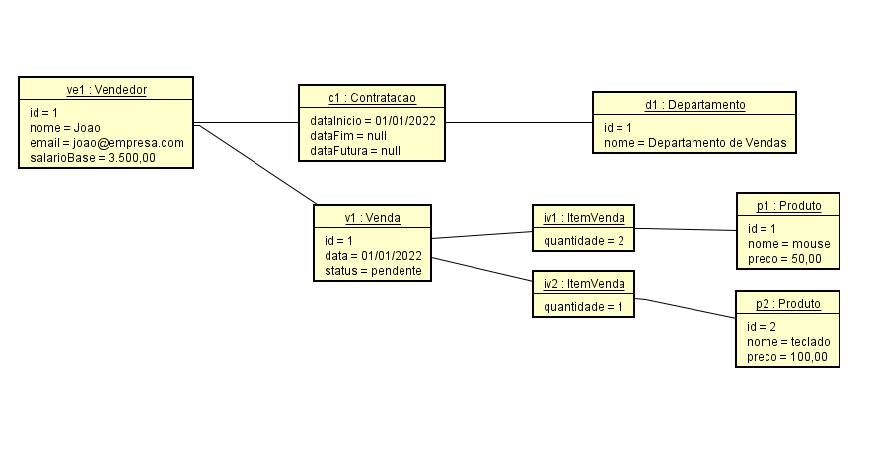 ve1 : Vendedor
id = 1
nome = Joao
email = joao@empresa.com
salarioBase = 3.500,00
c1 : Contratacao
dataInicio = 01/01/2022
dataFim = null
dataFutura = null
d1 : Departamento
id = 1
nome = Departamento de Vendas
v1 : Venda
id = 1
data = 01/01/2022
status = pendente
iv1 : ItemVenda
quantidade = 2
p1 : Produto
id = 1
nome = mouse
preco = 50,00
iv2 : ItemVenda
quantidade = 1
p2 : Produto
id = 2
nome = teclado
preco = 100,00